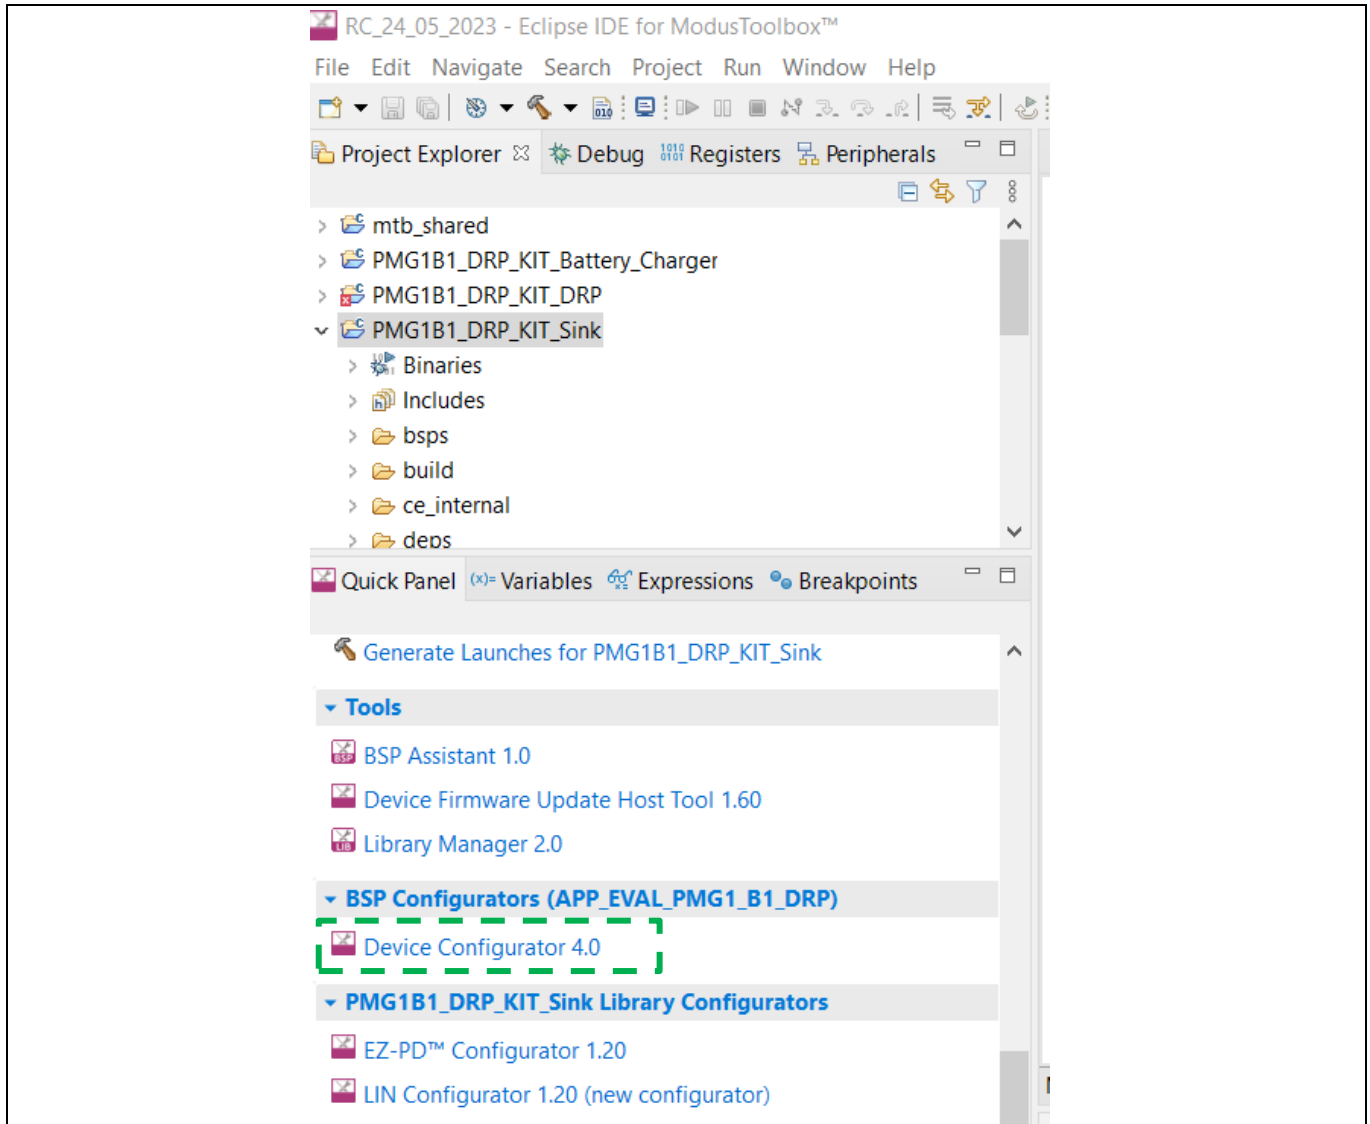 RC_24_05_2023 - Eclipse IDE for ModusToolbox™
File Edit Navigate Search Project Run Window Help
Project Explorer Debug Registers Peripherals
mtb_shared
PMG1B1_DRP_KIT_Battery_Charger
PMG1B1_DRP_KIT_DRP
PMG1B1_DRP_KIT_Sink
Binaries
Includes
bsps
build
ce_internal
deps
Quick Panel (x)= Variables Expressions Breakpoints
Generate Launches for PMG1B1_DRP_KIT_Sink
Tools
BSP Assistant 1.0
Device Firmware Update Host Tool 1.60
Library Manager 2.0
BSP Configurators (APP_EVAL_PMG1_B1_DRP)
Device Configurator 4.0
PMG1B1_DRP_KIT_Sink Library Configurators
EZ-PD™ Configurator 1.20
LIN Configurator 1.20 (new configurator)